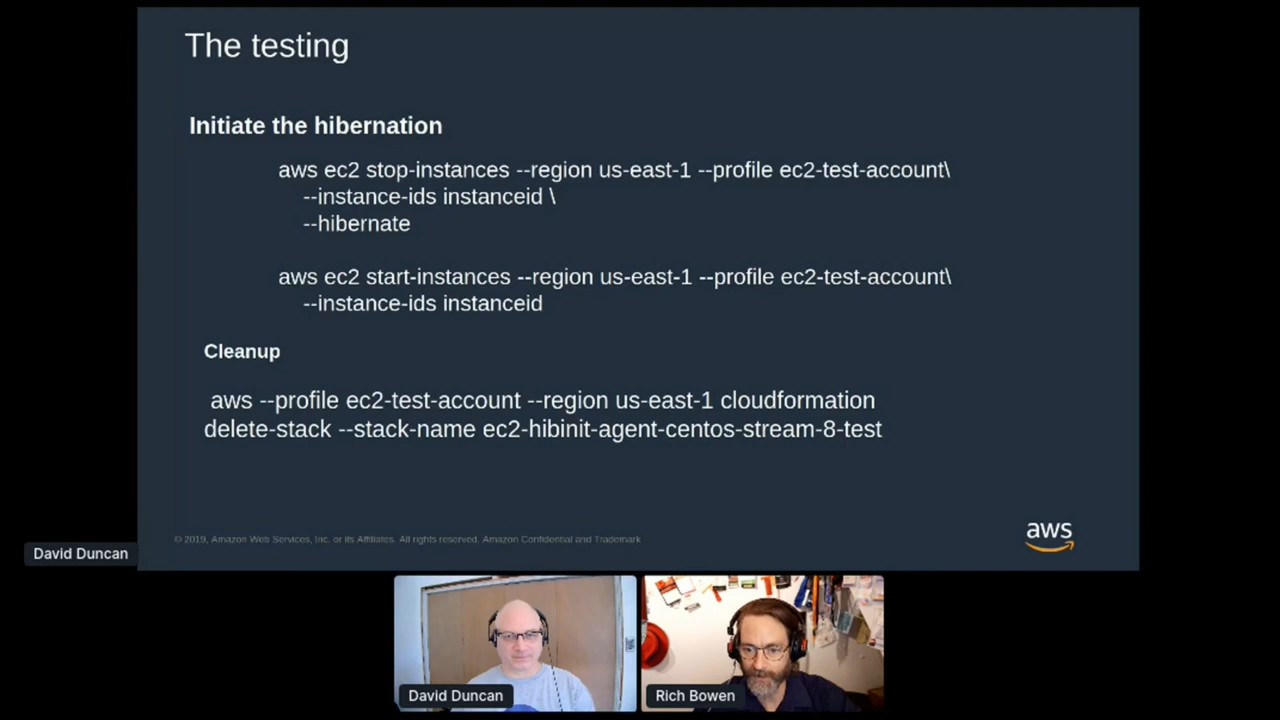 The testing
Initiate the hibernation
aws ec2 stop-instances --region us-east-1 --profile ec2-test-account\
--instance-ids instanceid \
--hibernate
aws ec2 start-instances --region us-east-1 --profile ec2-test-account\
--instance-ids instanceid
Cleanup
aws --profile ec2-test-account --region us-east-1 cloudformation
delete-stack --stack-name ec2-hibinit-agent-centos-stream-8-test
© 2019, Amazon Web Services, Inc. or its Affiliates. All rights reserved. Amazon Confidential and Trademark
aws
David Duncan
David Duncan
Rich Bowen